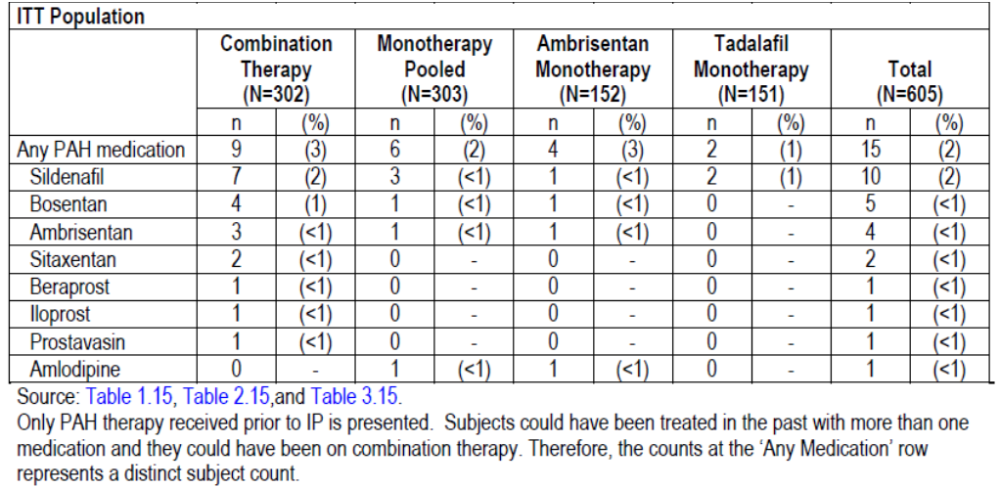 ITT Population
Combination Therapy (N=302) Monotherapy Pooled (N=303) Ambrisentan Monotherapy (N=152) Tadalafil Monotherapy (N=151) Total (N=605)
n (%) n (%) n (%) n (%) n (%)
Any PAH medication 9 (3) 6 (2) 4 (3) 2 (1) 15 (2)
Sildenafil 7 (2) 3 (<1) 1 (<1) 2 (1) 10 (2)
Bosentan 4 (1) 1 (<1) 1 (<1) 0 - 5 (<1)
Ambrisentan 3 (<1) 1 (<1) 1 (<1) 0 - 4 (<1)
Sitaxentan 2 (<1) 0 - 0 - 0 - 2 (<1)
Beraprost 1 (<1) 0 - 0 - 0 - 1 (<1)
Iloprost 1 (<1) 0 - 0 - 0 - 1 (<1)
Prostavasin 1 (<1) 0 - 0 - 0 - 1 (<1)
Amlodipine 0 - 1 (<1) 1 (<1) 0 - 1 (<1)
Source: Table 1.15, Table 2.15,and Table 3.15.
Only PAH therapy received prior to IP is presented. Subjects could have been treated in the past with more than one
medication and they could have been on combination therapy. Therefore, the counts at the ‘Any Medication’ row
represents a distinct subject count.